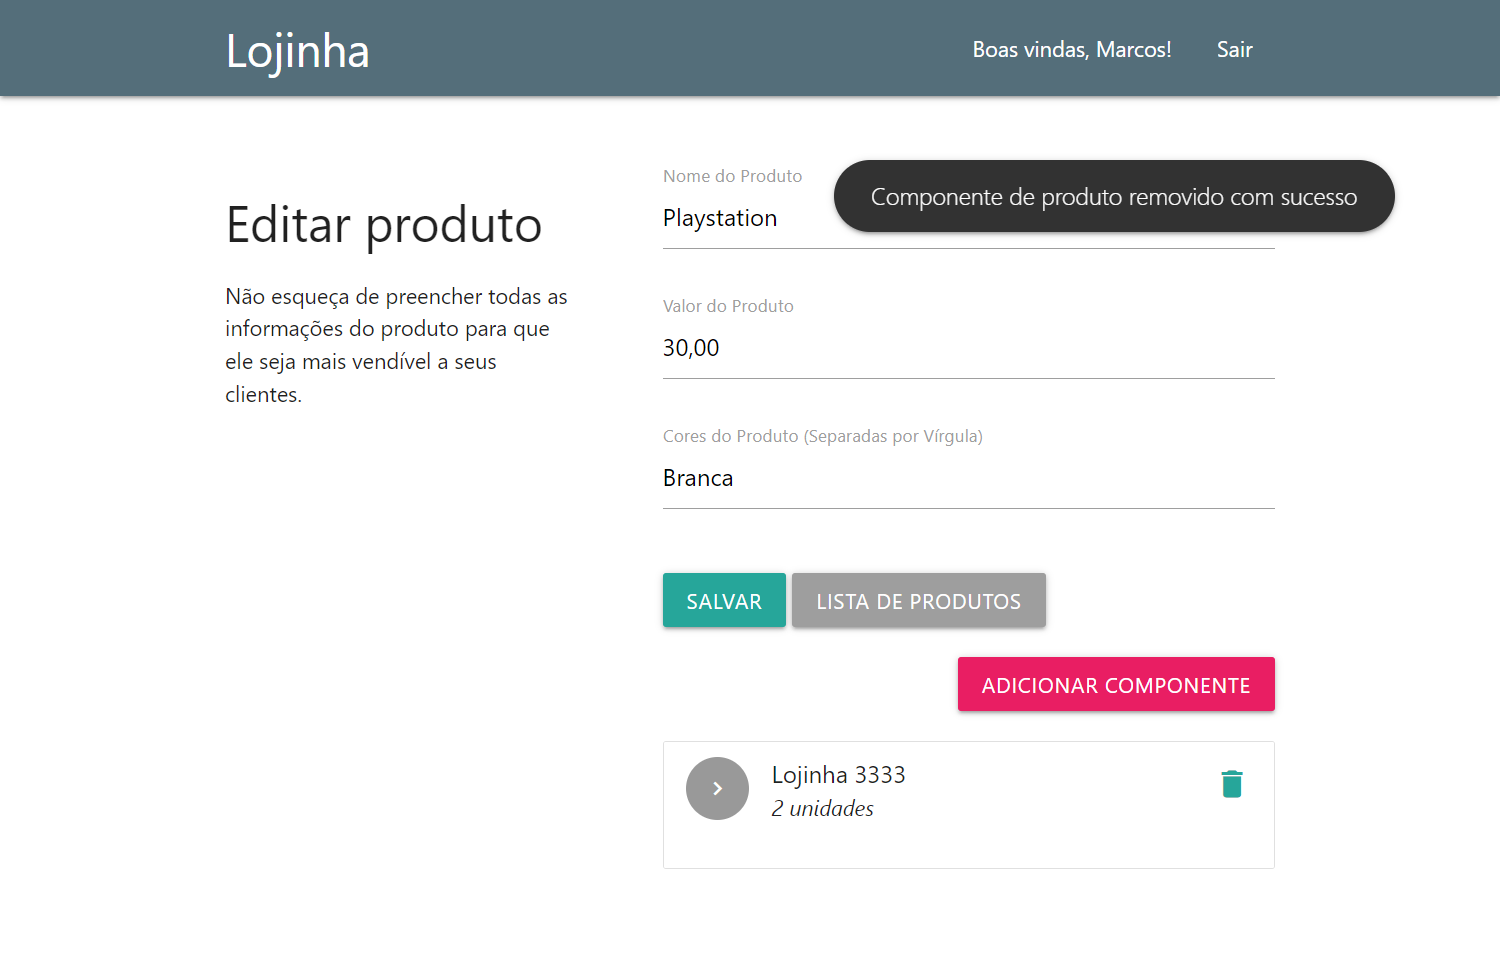 Lojinha
Boas vindas, Marcos!
Sair
Editar produto
Não esqueça de preencher todas as
informações do produto para que
ele seja mais vendível a seus
clientes.
Nome do Produto
Componente de produto removido com sucesso
Playstation
Valor do Produto
30,00
Cores do Produto (Separadas por Vírgula)
Branca
SALVAR
LISTA DE PRODUTOS
ADICIONAR COMPONENTE
Lojinha 3333
2 unidades